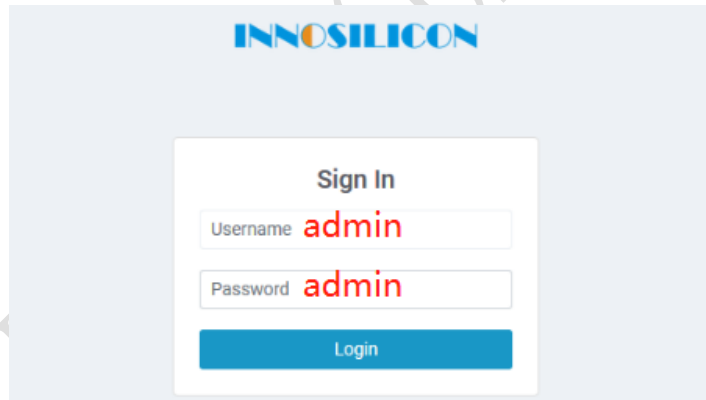 INNOSILICON
Sign In
Username admin
Password admin
Login